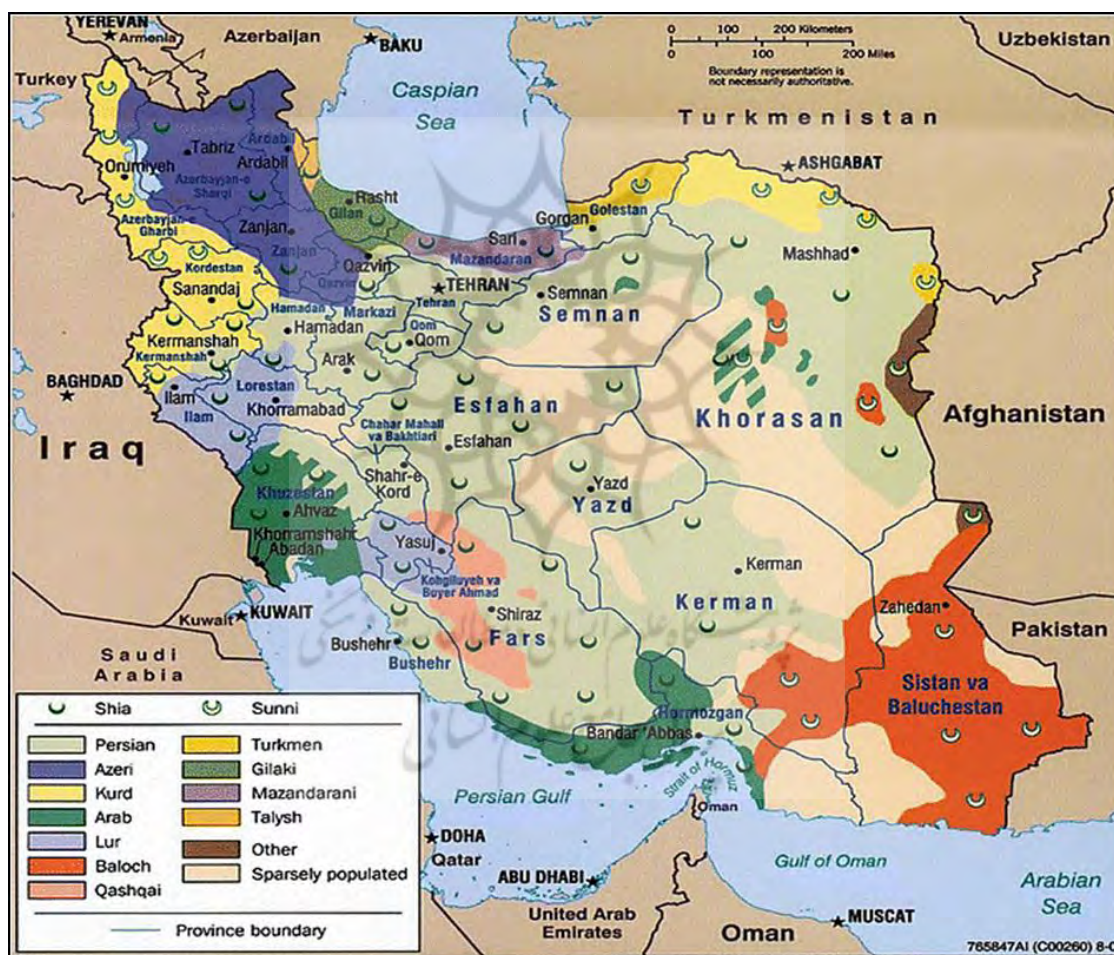 YEREVAN
Armenia
Azerbaijan
BAKU
Turkey
Caspian
Sea
0 100 200 Kilometers
0 100 200 Miles
Boundary representation is
not necessarily authoritative.
Uzbekistan
Turkmenistan
ASHGABAT
Tabriz
Ardabil
Ardabil
Orumiyeh
Azerbayjan-e
Sharqi
Rasht
Gilan
Gorgan
Golestan
Azerbayjan-e
Gharbi
Zanjan
Zanjan
Sari
Mazandaran
Mashhad
Kordestan
Qazvin
Qazvin
TEHRAN
Tehran
Sanandaj
Semnan
Semnan
Hamadan
Markazi
Hamadan
Qom
Qom
Kermanshah
Kermanshah
Arak
BAGHDAD
Lorestan
Ilam
Ilam
Khorramabad
Esfahan
Khorasan
Afghanistan
Chahar Mahall
va Bakhtiari
Esfahan
Iraq
Shahr-e
Kord
Yazd
Yazd
Khuzestan
Ahvaz
Khorramshahr
Abadan
Yasuj
Kohgiluyeh va
Buyer Ahmad
Kerman
Kerman
Zahedan
KUWAIT
Kuwait
Shiraz
Fars
Pakistan
Bushehr
Bushehr
Saudi
Arabia
Sistan va
Baluchestan
Hormozgan
Bandar 'Abbas
Strait of Hormuz
Oman
Persian Gulf
DOHA
Qatar
Gulf of Oman
Arabian
Sea
ABU DHABI
United Arab
Emirates
MUSCAT
Oman
Shia Sunni
Persian Turkmen
Azeri Gilaki
Kurd Mazandarani
Arab Talysh
Lur
Baloch Other
Qashqai Sparsely populated
Province boundary
765847AI (C00260) 8-0